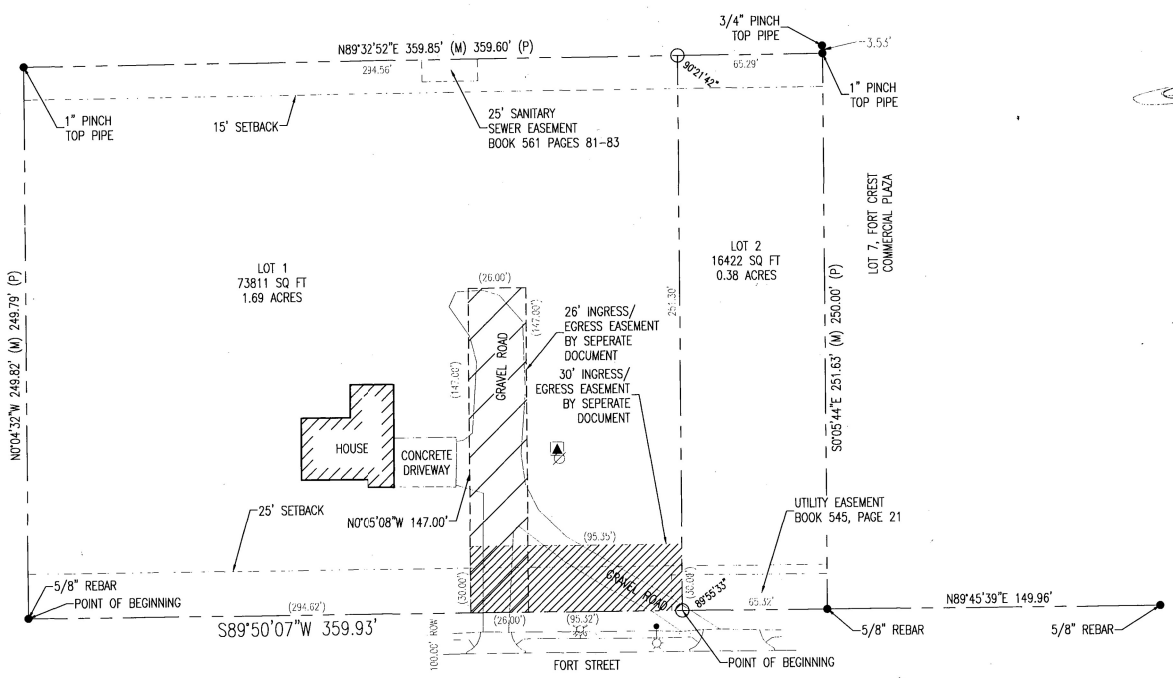 3/4" PINCH
TOP PIPE
3.53'
N89°32'52"E 359.85' (M) 359.60' (P)
294.56'
90°21'42"
65.29'
1" PINCH
TOP PIPE
1" PINCH
TOP PIPE
15' SETBACK
25' SANITARY
SEWER EASEMENT
BOOK 561 PAGES 81-83
LOT 7, FORT CREST
COMMERCIAL PLAZA
LOT 1
73811 SQ FT
1.69 ACRES
LOT 2
16422 SQ FT
0.38 ACRES
N0°04'32"W 249.82' (M) 249.79' (P)
(26.00')
(147.00')
(147.00')
GRAVEL ROAD
251.30'
S0°05'44"E 251.63' (M) 250.00' (P)
26' INGRESS/
EGRESS EASEMENT
BY SEPERATE
DOCUMENT
30' INGRESS/
EGRESS EASEMENT
BY SEPERATE
DOCUMENT
HOUSE
CONCRETE
DRIVEWAY
25' SETBACK
N0°05'08"W 147.00'
UTILITY EASEMENT
BOOK 545, PAGE 21
(95.35')
5/8" REBAR
POINT OF BEGINNING
(30.00')
GRAVEL ROAD
(30.00')
89°55'33"
65.32'
N89°45'39"E 149.96'
(294.62')
S89°50'07"W 359.93'
(26.00')
(95.32')
5/8" REBAR
5/8" REBAR
100.00' ROW
FORT STREET
POINT OF BEGINNING